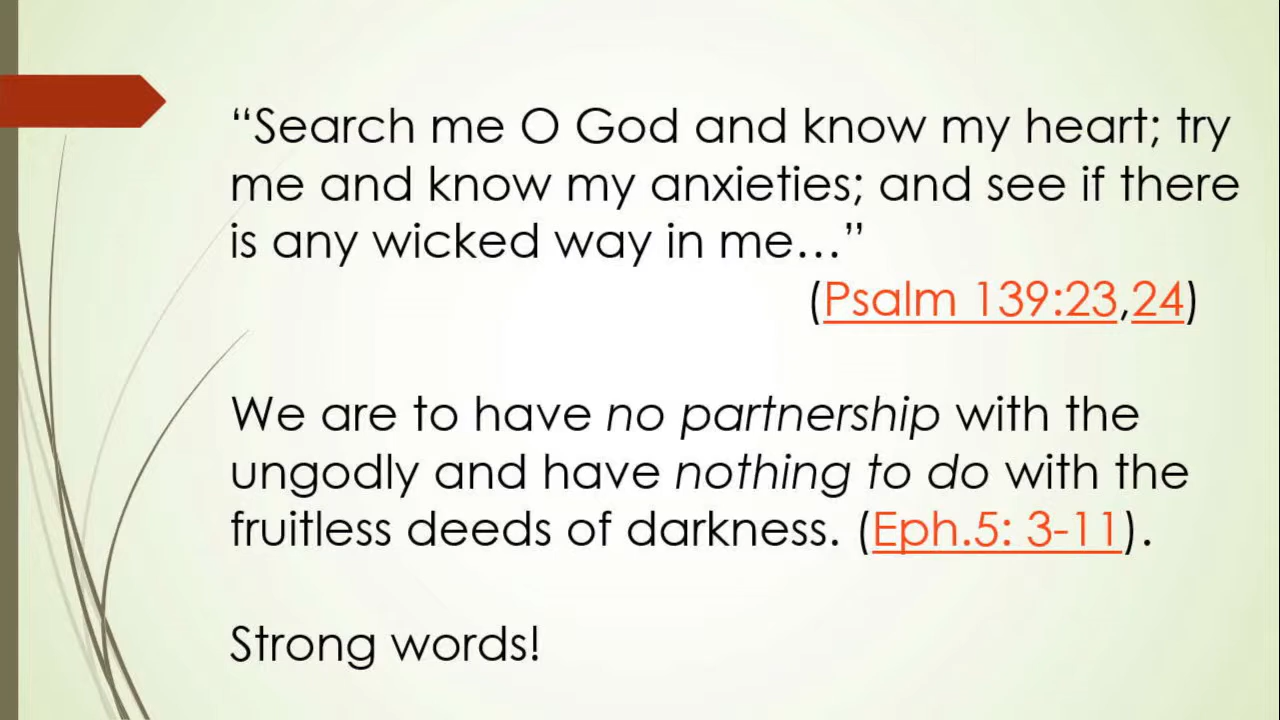 “Search me O God and know my heart; try
me and know my anxieties; and see if there
is any wicked way in me…”
(Psalm 139:23,24)
We are to have no partnership with the
ungodly and have nothing to do with the
fruitless deeds of darkness. (Eph.5: 3-11).
Strong words!